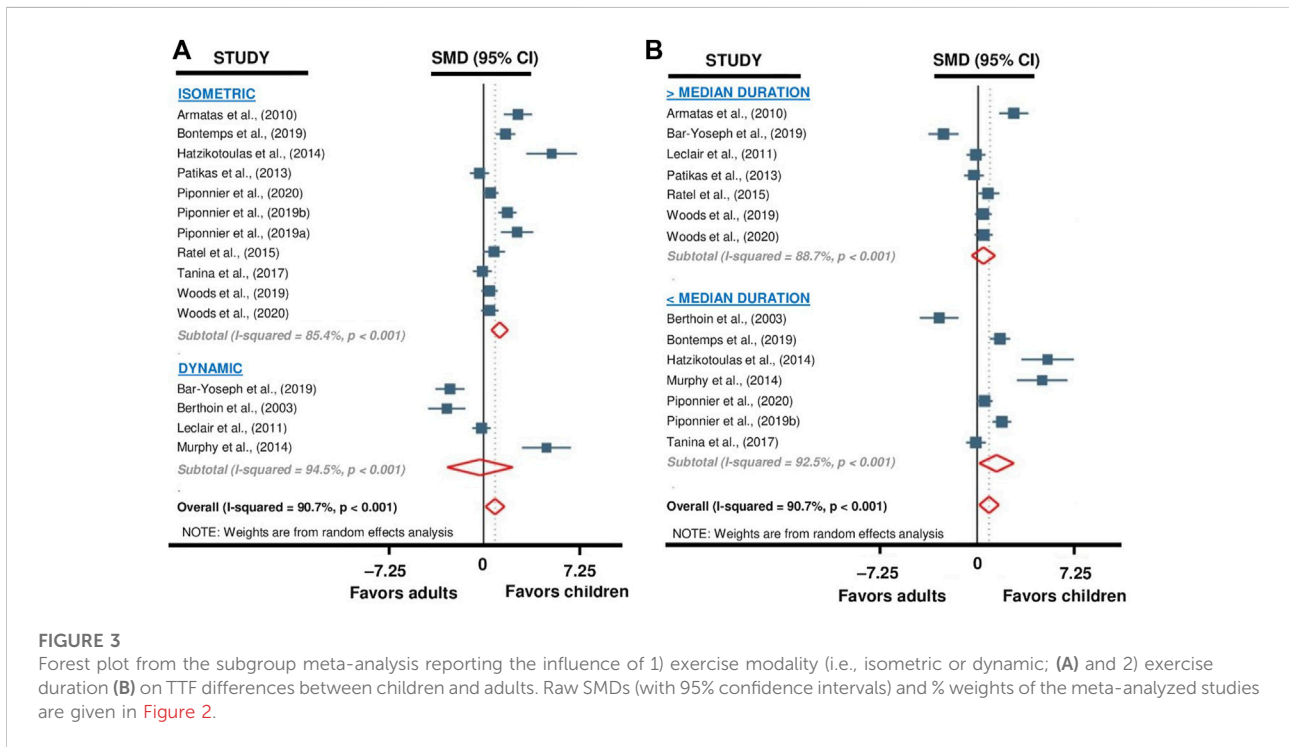 A
STUDY
SMD (95% CI)
ISOMETRIC
Armatas et al., (2010)
Bontemps et al., (2019)
Hatzikotoulas et al., (2014)
Patikas et al., (2013)
Piponnier et al., (2020)
Piponnier et al., (2019b)
Piponnier et al., (2019a)
Ratel et al., (2015)
Tanina et al., (2017)
Woods et al., (2019)
Woods et al., (2020)
Subtotal (I-squared = 85.4%, p < 0.001)
DYNAMIC
Bar-Yoseph et al., (2019)
Berthoin et al., (2003)
Leclair et al., (2011)
Murphy et al., (2014)
Subtotal (I-squared = 94.5%, p < 0.001)
Overall (I-squared = 90.7%, p < 0.001)
NOTE: Weights are from random effects analysis
−7.25 0 7.25
Favors adults Favors children
B
STUDY
SMD (95% CI)
> MEDIAN DURATION
Armatas et al., (2010)
Bar-Yoseph et al., (2019)
Leclair et al., (2011)
Patikas et al., (2013)
Ratel et al., (2015)
Woods et al., (2019)
Woods et al., (2020)
Subtotal (I-squared = 88.7%, p < 0.001)
< MEDIAN DURATION
Berthoin et al., (2003)
Bontemps et al., (2019)
Hatzikotoulas et al., (2014)
Murphy et al., (2014)
Piponnier et al., (2020)
Piponnier et al., (2019b)
Tanina et al., (2017)
Subtotal (I-squared = 92.5%, p < 0.001)
Overall (I-squared = 90.7%, p < 0.001)
NOTE: Weights are from random effects analysis
−7.25 0 7.25
Favors adults Favors children
FIGURE 3
Forest plot from the subgroup meta-analysis reporting the influence of 1) exercise modality (i.e., isometric or dynamic; (A) and 2) exercise
duration (B) on TTF differences between children and adults. Raw SMDs (with 95% confidence intervals) and % weights of the meta-analyzed studies
are given in Figure 2.